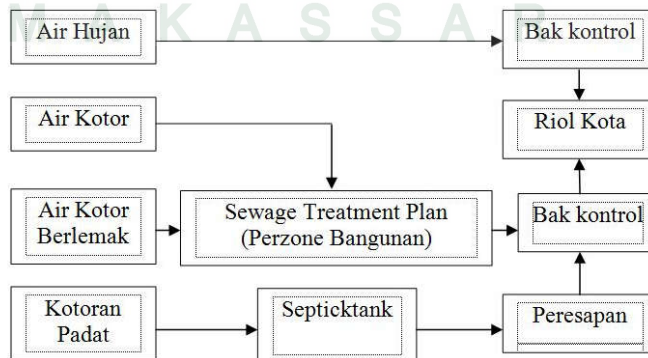 MAKASSAR
Air Hujan
Bak kontrol
Air Kotor
Riol Kota
Air Kotor
Berlemak
Sewage Treatment Plan
(Perzone Bangunan)
Bak kontrol
Kotoran
Padat
Septicktank
Peresapan